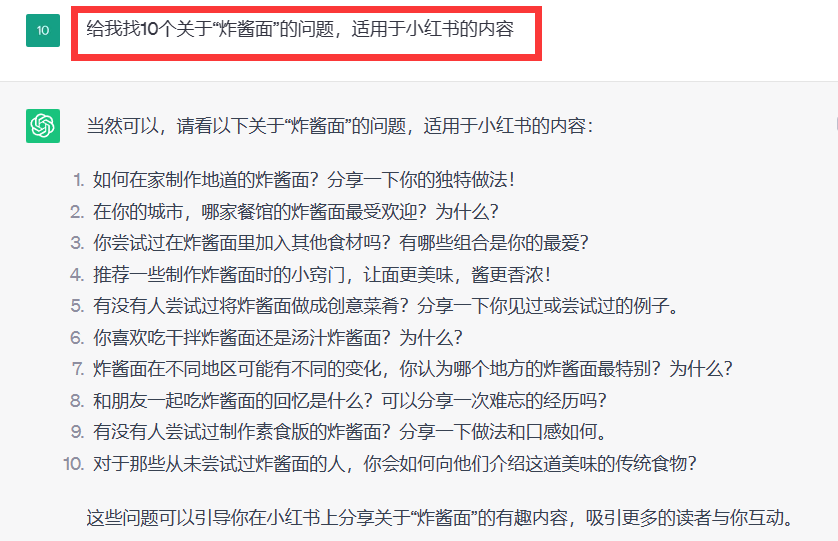 10
给我找10个关于“炸酱面”的问题，适用于小红书的内容
当然可以，请看以下关于“炸酱面”的问题，适用于小红书的内容：
1. 如何在家制作地道的炸酱面？分享一下你的独特做法！
2. 在你的城市，哪家餐馆的炸酱面最受欢迎？为什么？
3. 你尝试过在炸酱面里加入其他食材吗？有哪些组合是你的最爱？
4. 推荐一些制作炸酱面时的小窍门，让面更美味，酱更香浓！
5. 有没有人尝试过将炸酱面做成创意菜肴？分享一下你见过或尝试过的例子。
6. 你喜欢吃干拌炸酱面还是汤汁炸酱面？为什么？
7. 炸酱面在不同地区可能有不同的变化，你认为哪个地方的炸酱面最特别？为什么？
8. 和朋友一起吃炸酱面的回忆是什么？可以分享一次难忘的经历吗？
9. 有没有人尝试过制作素食版的炸酱面？分享一下做法和口感如何。
10. 对于那些从未尝试过炸酱面的人，你会如何向他们介绍这道美味的传统食物？
这些问题可以引导你在小红书上分享关于“炸酱面”的有趣内容，吸引更多的读者与你互动。